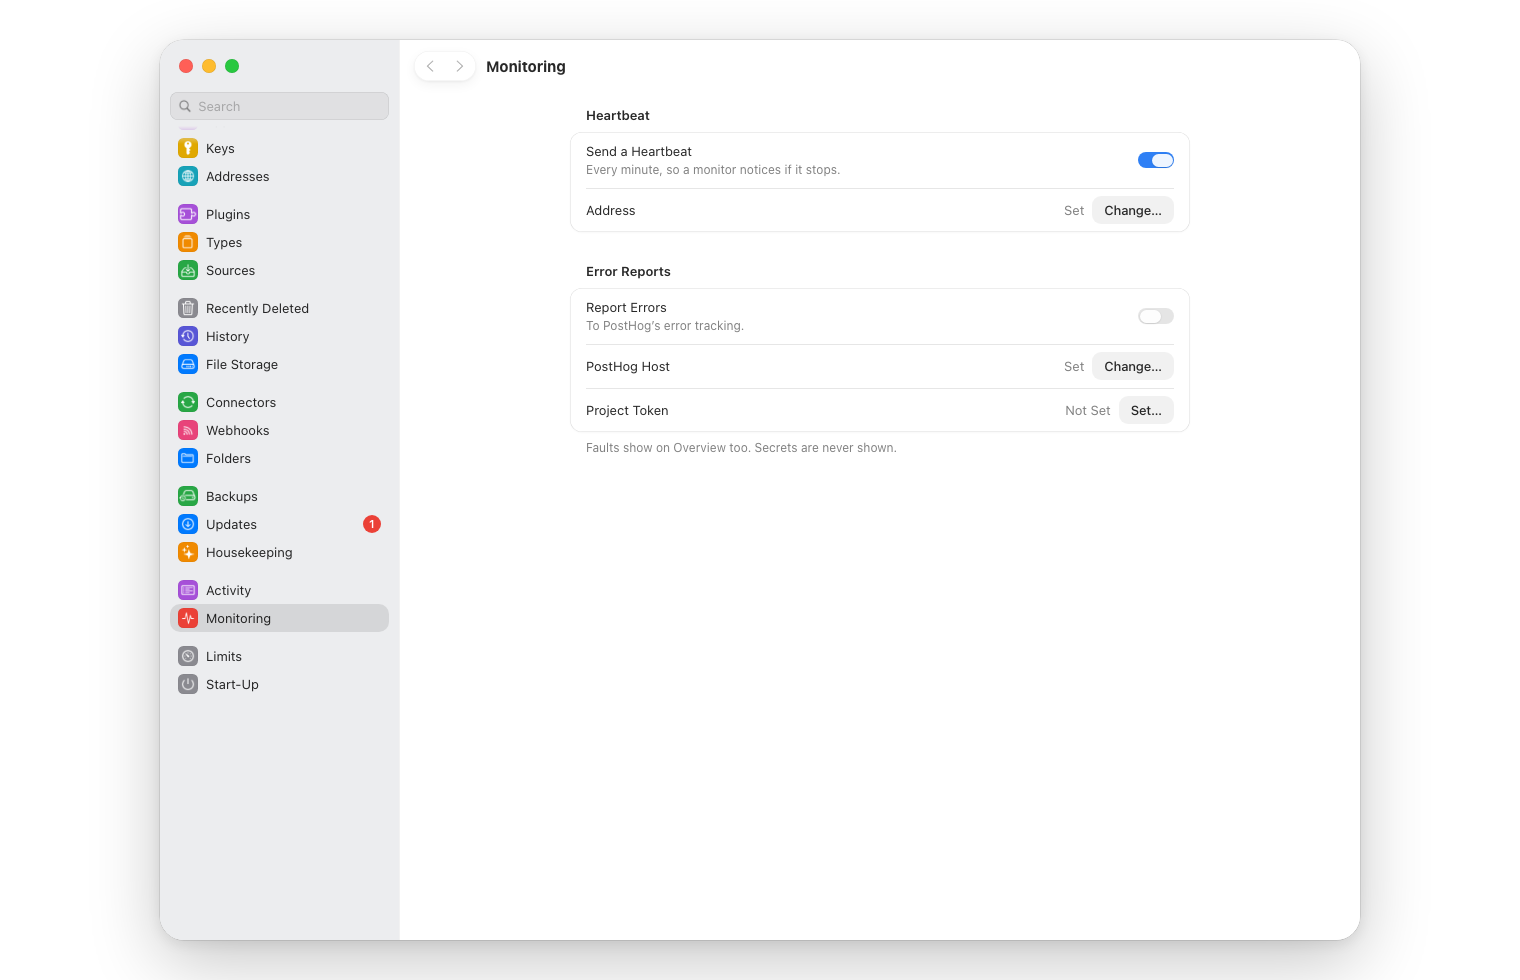 Search
Keys
Addresses
Plugins
Types
Sources
Recently Deleted
History
File Storage
Connectors
Webhooks
Folders
Backups
Updates
1
Housekeeping
Activity
Monitoring
Limits
Start-Up
Monitoring
Heartbeat
Send a Heartbeat
Every minute, so a monitor notices if it stops.
Address Set Change...
Error Reports
Report Errors
To PostHog's error tracking.
PostHog Host Set Change...
Project Token Not Set Set...
Faults show on Overview too. Secrets are never shown.